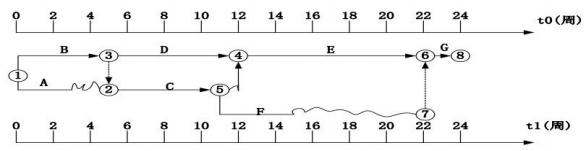 0 2 4 6 8 10 12 14 16 18 20 22 24 t0(周)
B D E G
1 3 4 6 8
A C
2 5
F
7
0 2 4 6 8 10 12 14 16 18 20 22 24 t1(周)